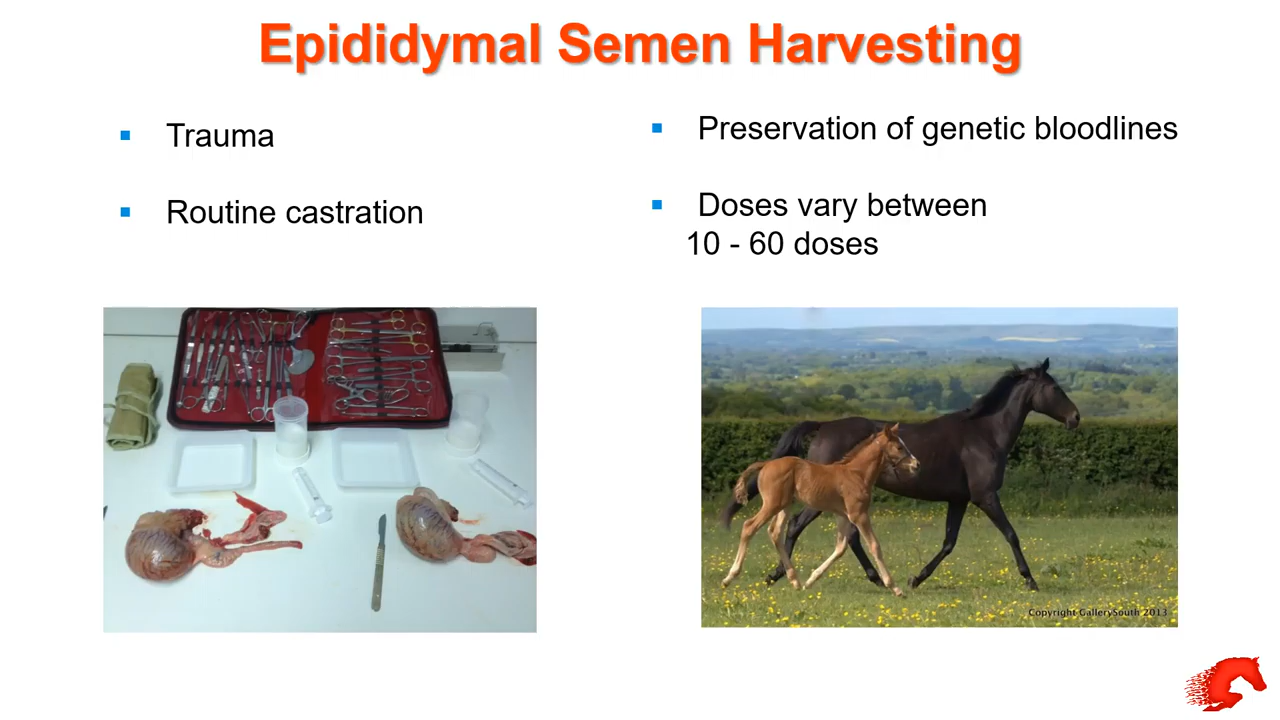 Epididymal Semen Harvesting
▪ Trauma
▪ Routine castration
▪ Preservation of genetic bloodlines
▪ Doses vary between
10 - 60 doses
Copyright GallerySouth 2013